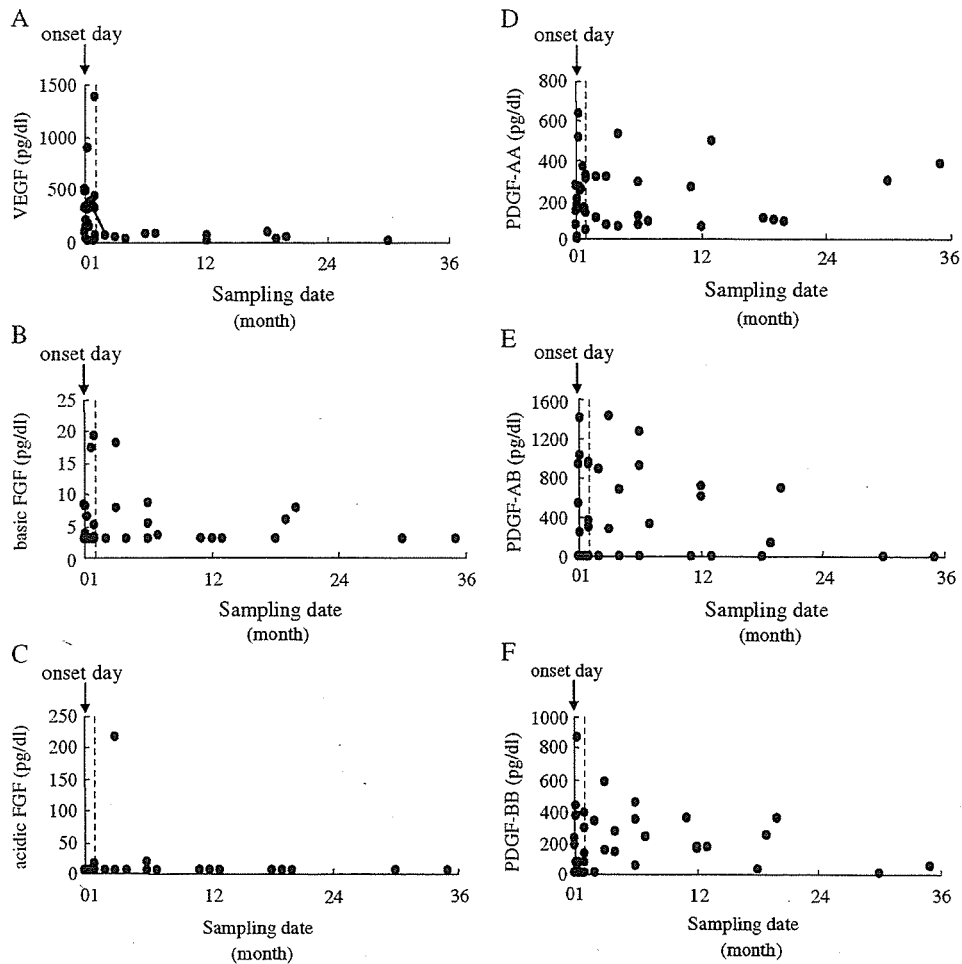 A
onset day
VEGF (pg/dl)
1500
1000
500
0
01 12 24 36
Sampling date
(month)
B
onset day
basic FGF (pg/dl)
25
20
15
10
5
0
01 12 24 36
Sampling date
(month)
C
onset day
acidic FGF (pg/dl)
250
200
150
100
50
0
01 12 24 36
Sampling date
(month)
D
onset day
PDGF-AA (pg/dl)
800
600
400
200
0
01 12 24 36
Sampling date
(month)
E
onset day
PDGF-AB (pg/dl)
1600
1200
800
400
0
01 12 24 36
Sampling date
(month)
F
onset day
PDGF-BB (pg/dl)
1000
800
600
400
200
0
01 12 24 36
Sampling date
(month)